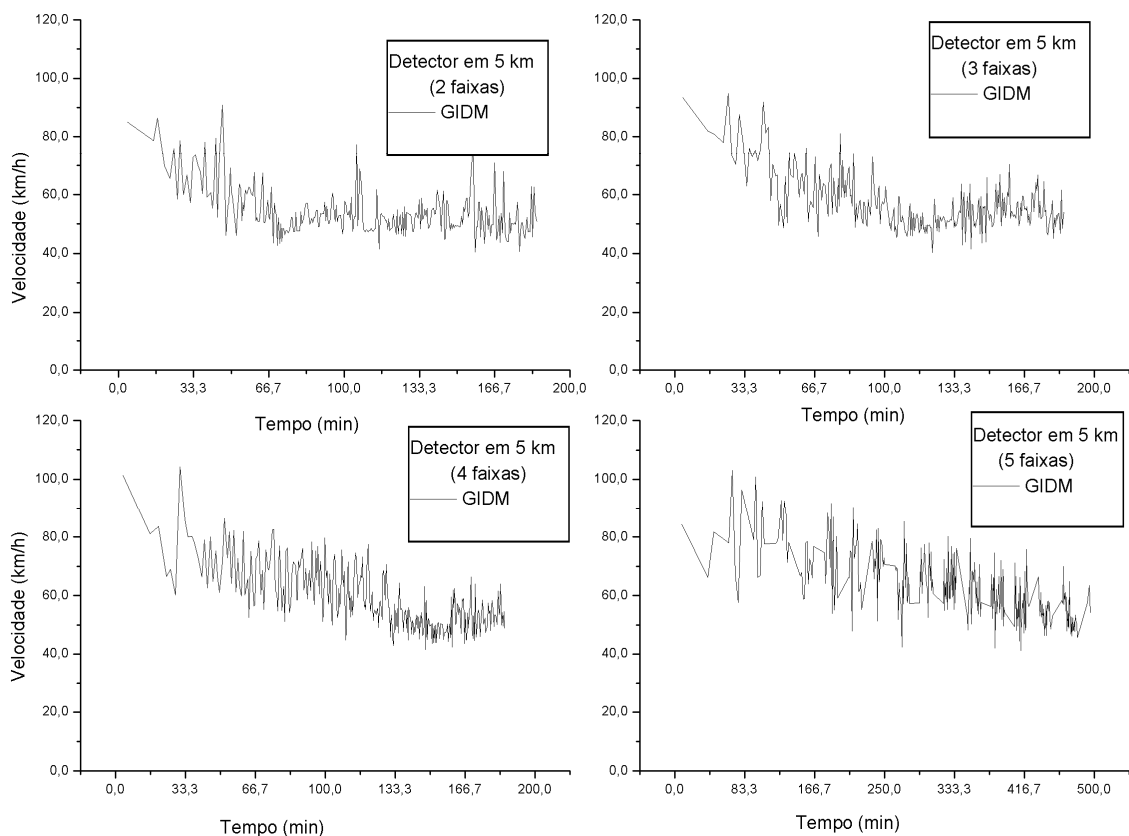 120,0
100,0
80,0
60,0
40,0
20,0
0,0
Velocidade (km/h)
Detector em 5 km
(2 faixas)
GIDM
0,0 33,3 66,7 100,0 133,3 166,7 200,0
Tempo (min)
120,0
100,0
80,0
60,0
40,0
20,0
0,0
Detector em 5 km
(3 faixas)
GIDM
0,0 33,3 66,7 100,0 133,3 166,7 200,0
Tempo (min)
120,0
100,0
80,0
60,0
40,0
20,0
0,0
Velocidade (km/h)
Detector em 5 km
(4 faixas)
GIDM
0,0 33,3 66,7 100,0 133,3 166,7 200,0
Tempo (min)
120,0
100,0
80,0
60,0
40,0
20,0
0,0
Detector em 5 km
(5 faixas)
GIDM
0,0 83,3 166,7 250,0 333,3 416,7 500,0
Tempo (min)